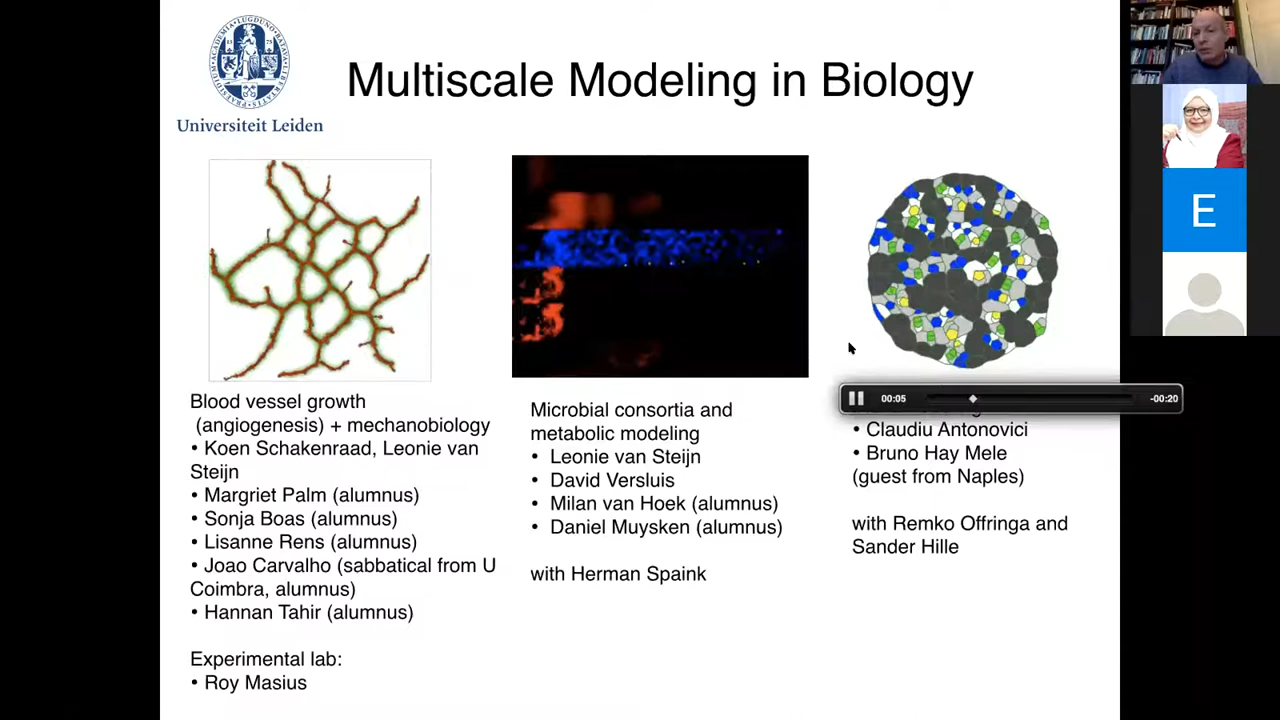 Universiteit Leiden
Multiscale Modeling in Biology
Blood vessel growth
(angiogenesis) + mechanobiology
• Koen Schakenraad, Leonie van
Steijn
• Margriet Palm (alumnus)
• Sonja Boas (alumnus)
• Lisanne Rens (alumnus)
• Joao Carvalho (sabbatical from U
Coimbra, alumnus)
• Hannan Tahir (alumnus)
Experimental lab:
• Roy Masius
Microbial consortia and
metabolic modeling
• Leonie van Steijn
• David Versluis
• Milan van Hoek (alumnus)
• Daniel Muysken (alumnus)
with Herman Spaink
00:05
-00:20
• Claudiu Antonovici
• Bruno Hay Mele
(guest from Naples)
with Remko Offringa and
Sander Hille
E